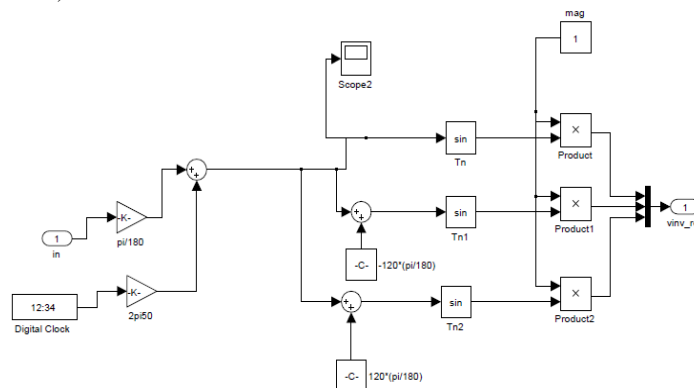 mag
1
Scope2
sin
Tn
×
Product
++
-K-
pi/180
1
in
sin
Tn1
×
Product1
1
-C-
-120*(pi/180)
12:34
Digital Clock
-K-
2pi50
++
sin
Tn2
×
Product2
-C-
120*(pi/180)